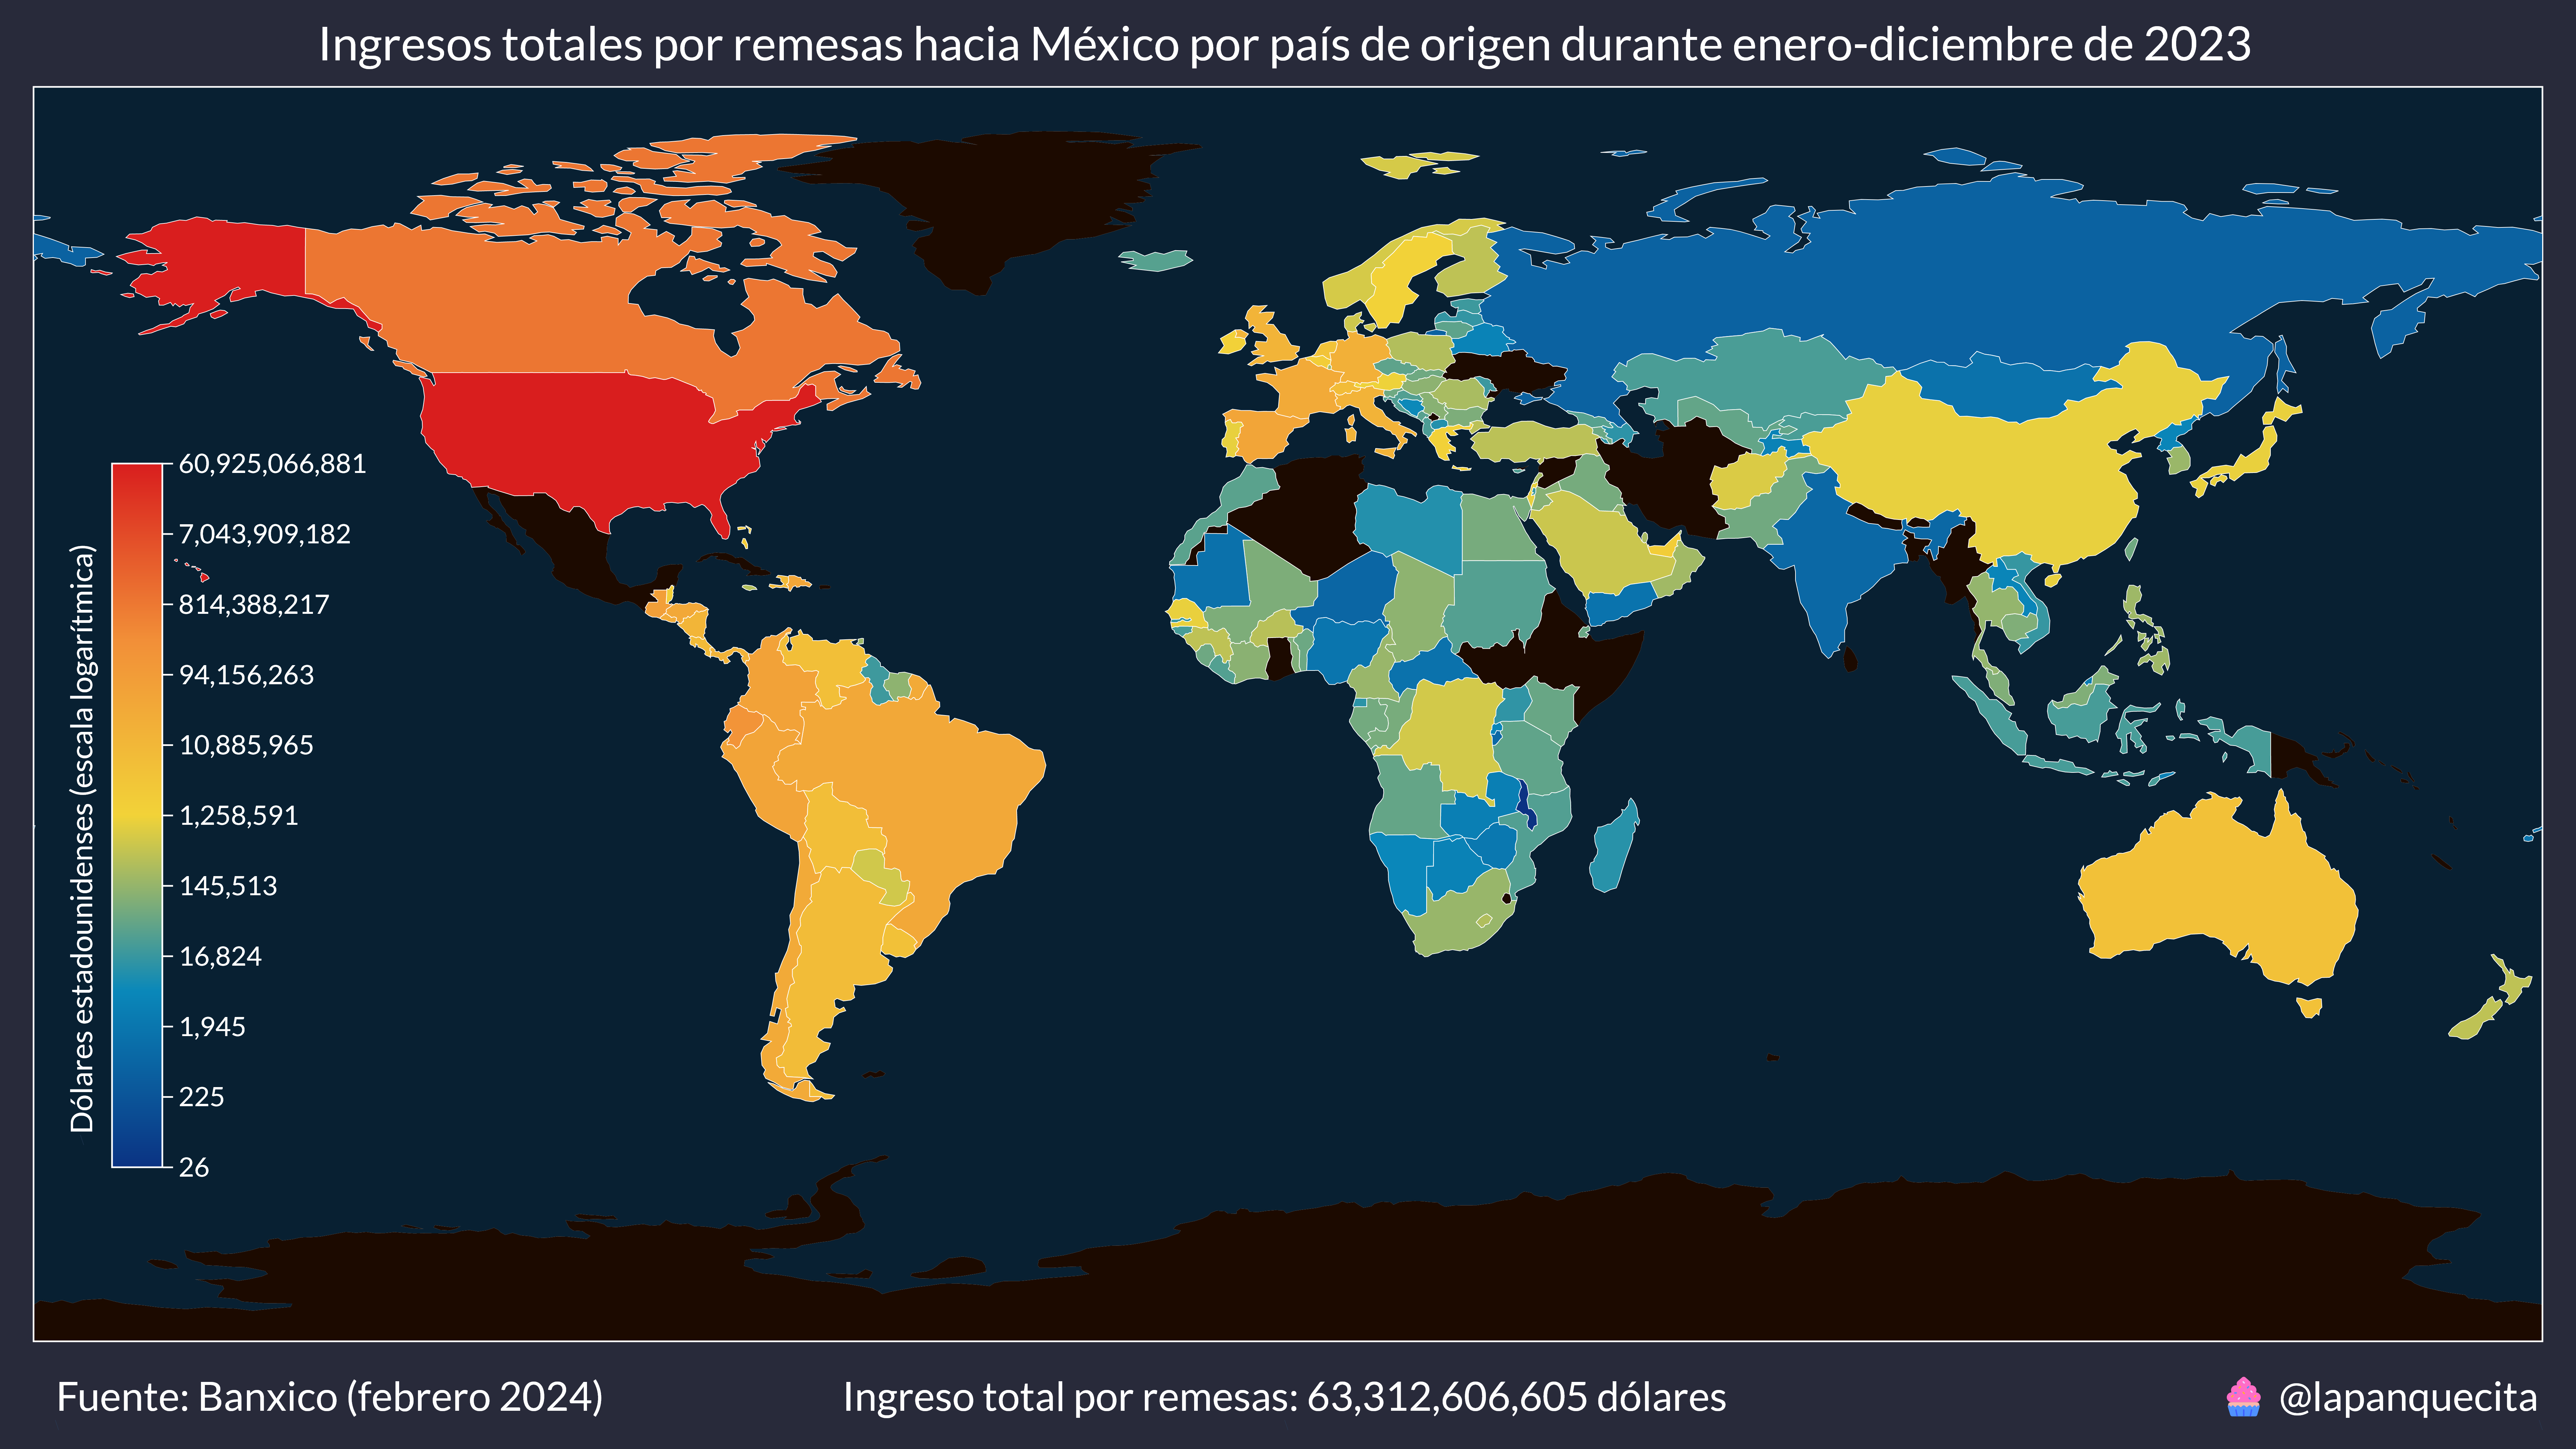 Ingresos totales por remesas hacia México por país de origen durante enero-diciembre de 2023
Dólares estadounidenses (escala logarítmica)
60,925,066,881
7,043,909,182
814,388,217
94,156,263
10,885,965
1,258,591
145,513
16,824
1,945
225
26
Fuente: Banxico (febrero 2024)
Ingreso total por remesas: 63,312,606,605 dólares
@lapanquecita